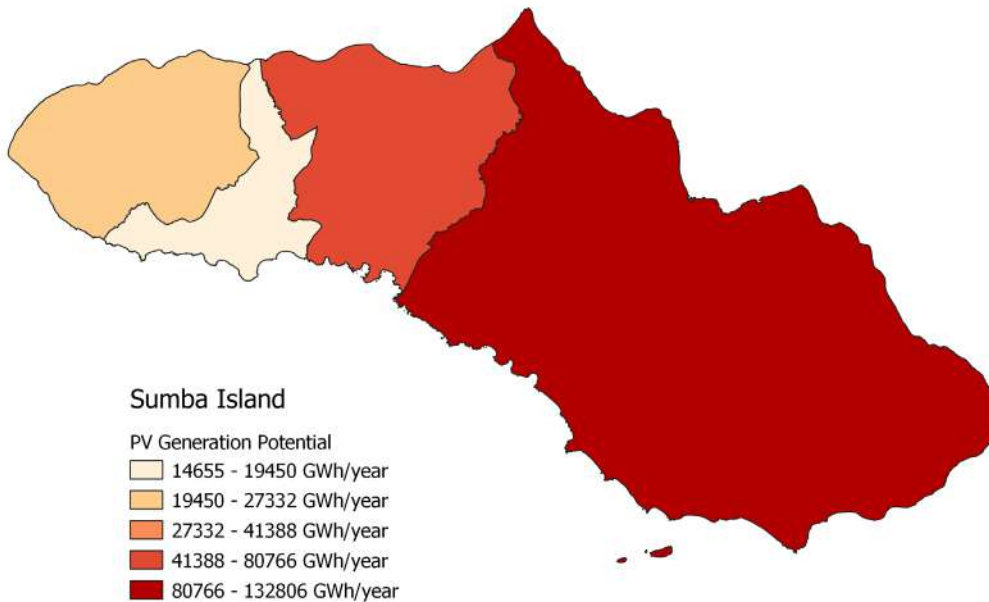 Sumba Island
PV Generation Potential
14655 - 19450 GWh/year
19450 - 27332 GWh/year
27332 - 41388 GWh/year
41388 - 80766 GWh/year
80766 - 132806 GWh/year